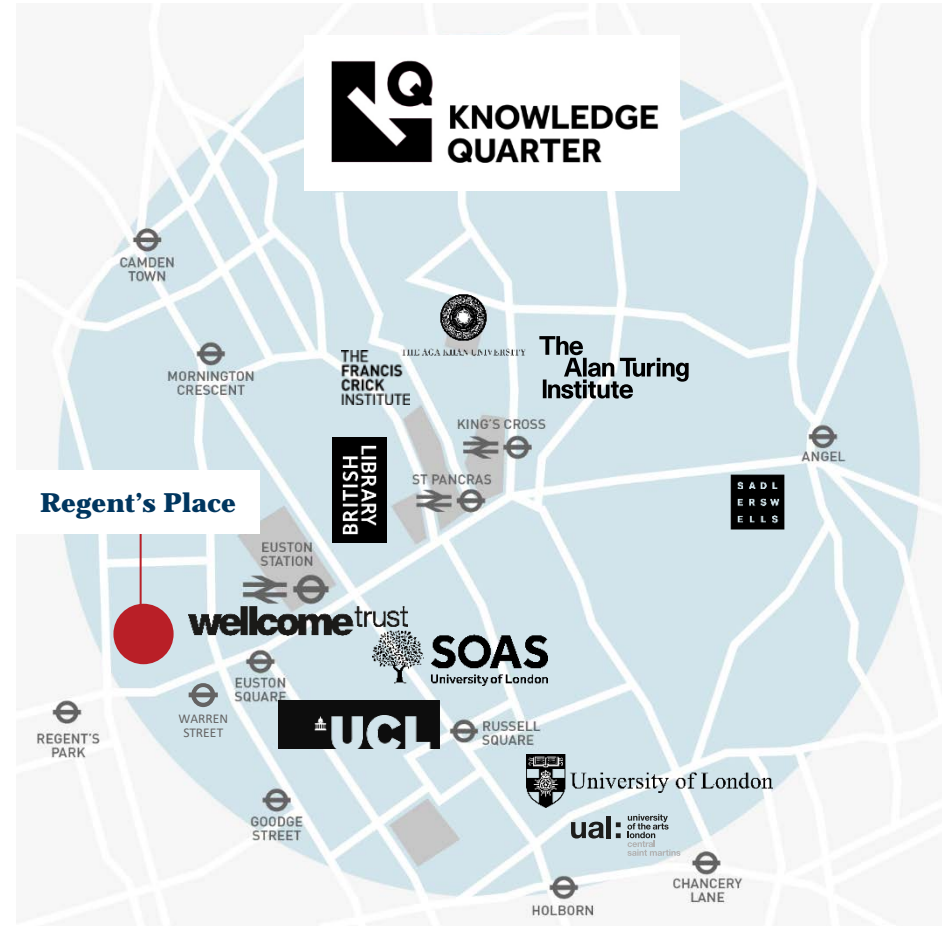 Q
KNOWLEDGE
QUARTER
CAMDEN
TOWN
MORNINGTON
CRESCENT
THE
FRANCIS
CRICK
INSTITUTE
THE AGA KHAN UNIVERSITY
The
Alan Turing
Institute
KING'S CROSS
ANGEL
BRITISH
LIBRARY
ST PANCRAS
SADL
ERSW
ELLS
Regent's Place
EUSTON
STATION
wellcometrust
SOAS
University of London
EUSTON
SQUARE
WARREN
STREET
REGENT'S
PARK
UCL
RUSSELL
SQUARE
University of London
GOODGE
STREET
ual:
university
of the arts
london
central
saint martins
CHANCERY
LANE
HOLBORN